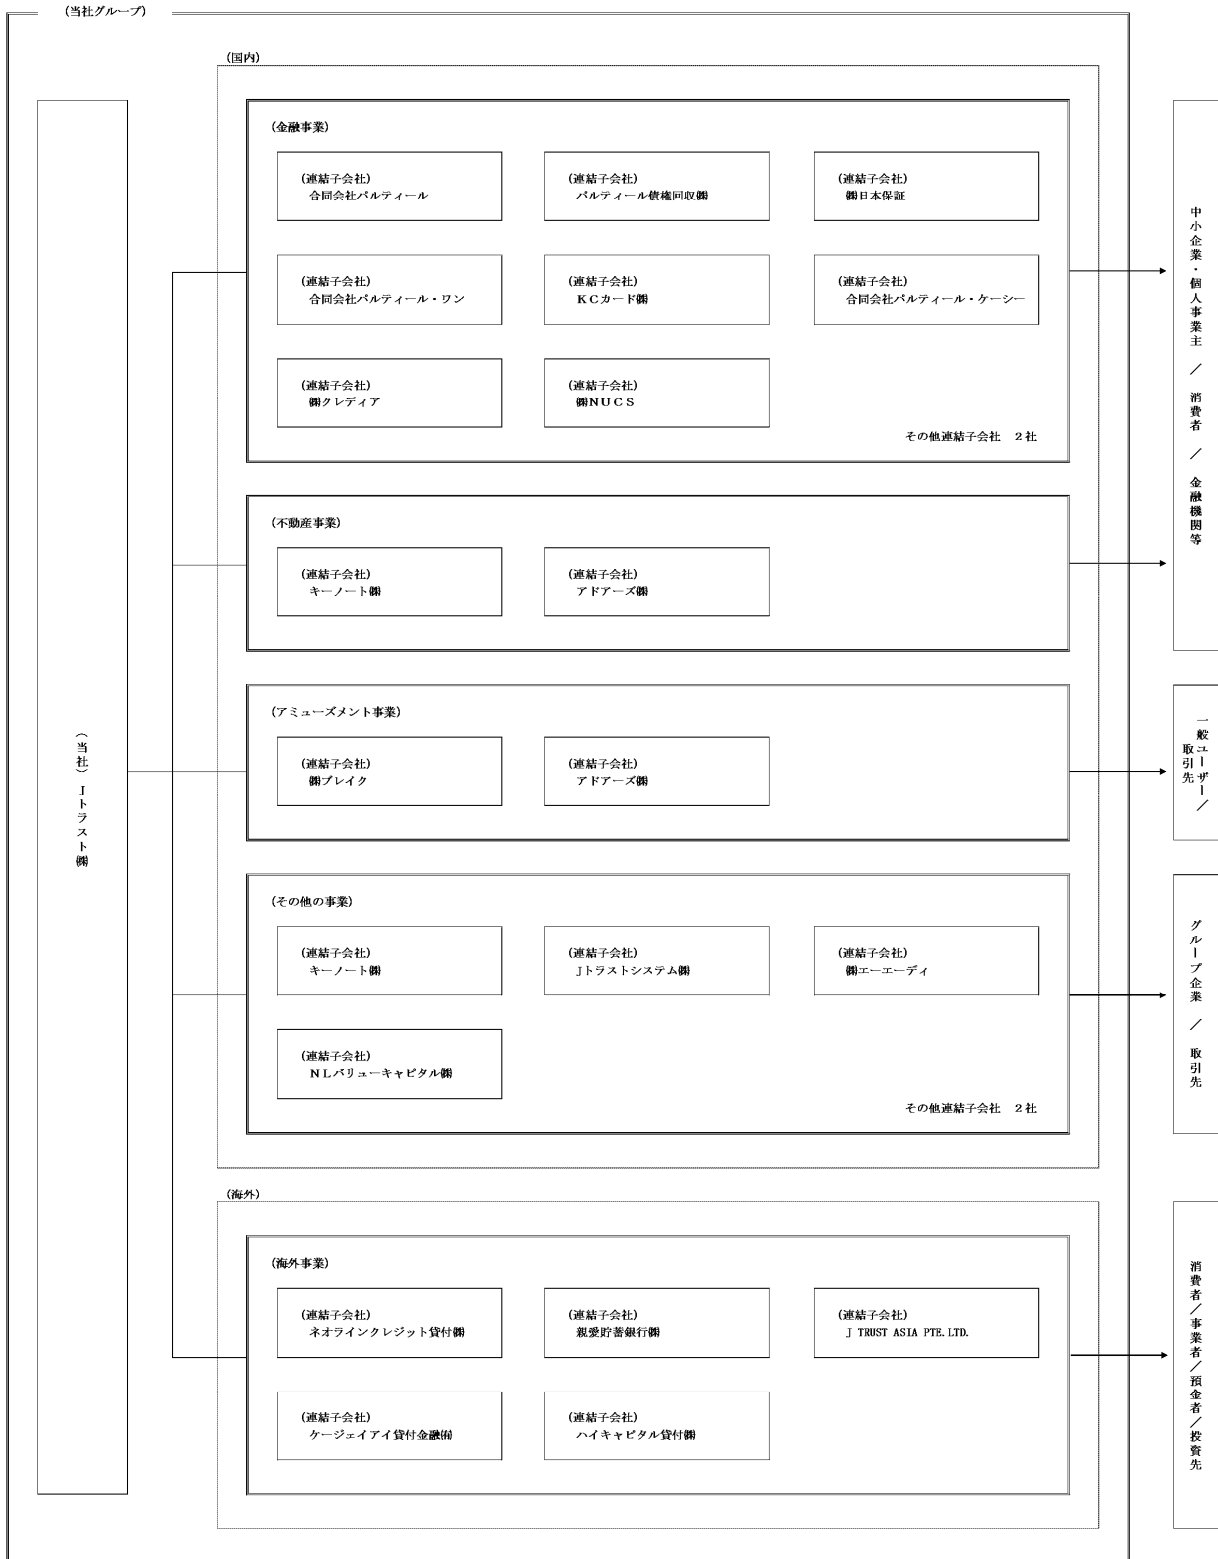 (当社グループ)
(国内)
(当社)Jトラスト㈱
(金融事業)
(連結子会社)
合同会社パルティール
(連結子会社)
パルティール債権回収㈱
(連結子会社)
㈱日本保証
(連結子会社)
合同会社パルティール・ワン
(連結子会社)
KCカード㈱
(連結子会社)
合同会社パルティール・ケーシー
(連結子会社)
㈱クレディア
(連結子会社)
㈱NUCS
その他連結子会社 2社
中小企業・個人事業主 / 消費者 / 金融機関等
(不動産事業)
(連結子会社)
キーノート㈱
(連結子会社)
アドアーズ㈱
(アミューズメント事業)
(連結子会社)
㈱ブレイク
(連結子会社)
アドアーズ㈱
一般ユーザー/
取引先
(その他の事業)
(連結子会社)
キーノート㈱
(連結子会社)
Jトラストシステム㈱
(連結子会社)
㈱エーエーディ
(連結子会社)
NLバリューキャピタル㈱
その他連結子会社 2社
グループ企業 / 取引先
(海外)
(海外事業)
(連結子会社)
ネオラインクレジット貸付㈱
(連結子会社)
親愛貯蓄銀行㈱
(連結子会社)
J TRUST ASIA PTE.LTD.
(連結子会社)
ケージェイアイ貸付金融㈲
(連結子会社)
ハイキャピタル貸付㈱
消費者/事業者/預金者/投資先